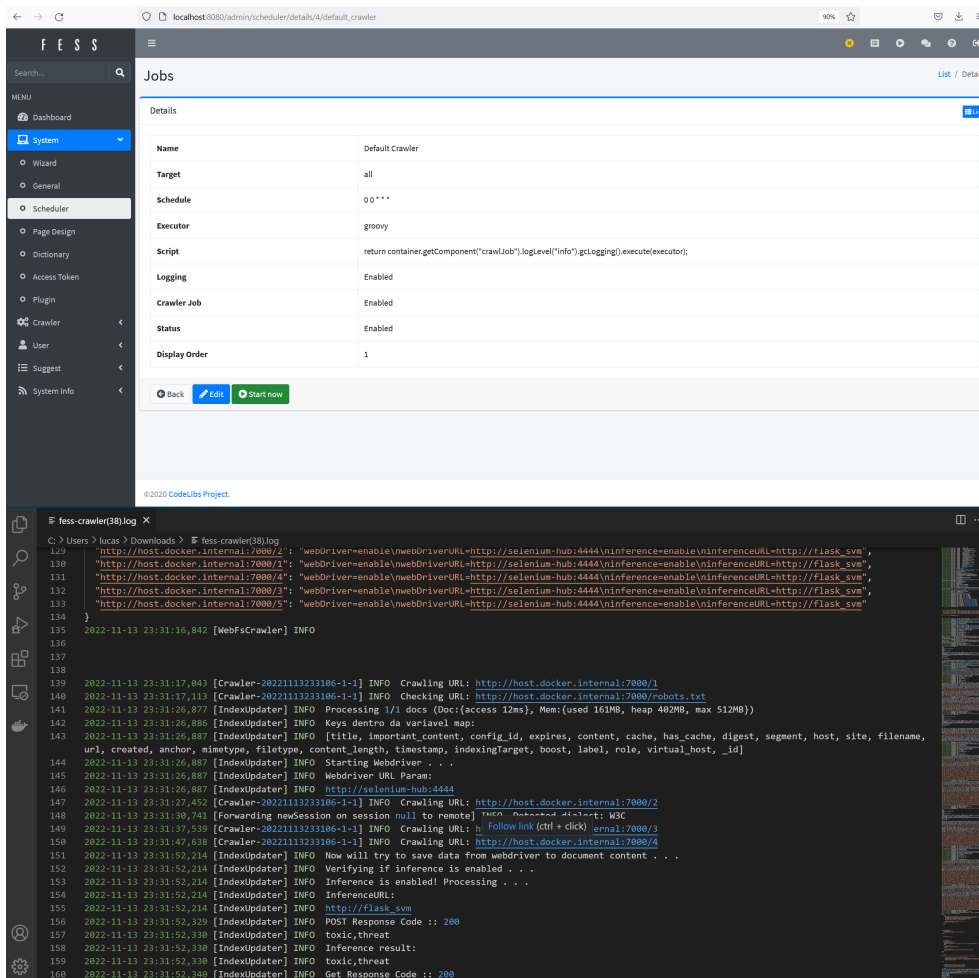 localhost:8080/admin/scheduler/details/4/default_crawler
90%
F E S S
Search...
MENU
Dashboard
System
Wizard
General
Scheduler
Page Design
Dictionary
Access Token
Plugin
Crawler
User
Suggest
System Info
Jobs
List /
Details
Name Default Crawler
Target all
Schedule 0 0 * * *
Executor groovy
Script return container.getComponent("crawlJob").logLevel("info").gcLogging().execute(executor);
Logging Enabled
Crawler Job Enabled
Status Enabled
Display Order 1
Back Edit Start now
©2020 CodeLibs Project.
fess-crawler(38).log
C: > Users > lucas > Downloads > fess-crawler(38).log
129 "http://host.docker.internal:7000/2": "webDriver=enable\nwebDriverURL=http://selenium-hub:4444\ninference=enable\ninferenceURL=http://flask_svm",
130 "http://host.docker.internal:7000/1": "webDriver=enable\nwebDriverURL=http://selenium-hub:4444\ninference=enable\ninferenceURL=http://flask_svm",
131 "http://host.docker.internal:7000/4": "webDriver=enable\nwebDriverURL=http://selenium-hub:4444\ninference=enable\ninferenceURL=http://flask_svm",
132 "http://host.docker.internal:7000/3": "webDriver=enable\nwebDriverURL=http://selenium-hub:4444\ninference=enable\ninferenceURL=http://flask_svm",
133 "http://host.docker.internal:7000/5": "webDriver=enable\nwebDriverURL=http://selenium-hub:4444\ninference=enable\ninferenceURL=http://flask_svm"
134 }
135 2022-11-13 23:31:16,842 [WebFsCrawler] INFO
136
137
138
139 2022-11-13 23:31:17,043 [Crawler-20221113233106-1-1] INFO Crawling URL: http://host.docker.internal:7000/1
140 2022-11-13 23:31:17,113 [Crawler-20221113233106-1-1] INFO Checking URL: http://host.docker.internal:7000/robots.txt
141 2022-11-13 23:31:26,877 [IndexUpdater] INFO Processing 1/1 docs (Doc:{access 12ms}, Mem:{used 161MB, heap 402MB, max 512MB})
142 2022-11-13 23:31:26,886 [IndexUpdater] INFO Keys dentro da variavel map:
143 2022-11-13 23:31:26,887 [IndexUpdater] INFO [title, important_content, config_id, expires, content, cache, has_cache, digest, segment, host, site, filename,
url, created, anchor, mimetype, filetype, content_length, timestamp, indexingTarget, boost, label, role, virtual_host, _id]
144 2022-11-13 23:31:26,887 [IndexUpdater] INFO Starting Webdriver . . .
145 2022-11-13 23:31:26,887 [IndexUpdater] INFO Webdriver URL Param:
146 2022-11-13 23:31:26,887 [IndexUpdater] INFO http://selenium-hub:4444
147 2022-11-13 23:31:27,452 [Crawler-20221113233106-1-1] INFO Crawling URL: http://host.docker.internal:7000/2
148 2022-11-13 23:31:30,741 [Forwarding newSession on session null to remote] INFO Detected dialect: W3C
149 2022-11-13 23:31:37,539 [Crawler-20221113233106-1-1] INFO Crawling URL: h Follow link (ctrl + click) ernal:7000/3
150 2022-11-13 23:31:47,638 [Crawler-20221113233106-1-1] INFO Crawling URL: http://host.docker.internal:7000/4
151 2022-11-13 23:31:52,214 [IndexUpdater] INFO Now will try to save data from webdriver to document content . . .
152 2022-11-13 23:31:52,214 [IndexUpdater] INFO Verifying if inference is enabled . . .
153 2022-11-13 23:31:52,214 [IndexUpdater] INFO Inference is enabled! Processing . . .
154 2022-11-13 23:31:52,214 [IndexUpdater] INFO InferenceURL:
155 2022-11-13 23:31:52,214 [IndexUpdater] INFO http://flask_svm
156 2022-11-13 23:31:52,329 [IndexUpdater] INFO POST Response Code :: 200
157 2022-11-13 23:31:52,330 [IndexUpdater] INFO toxic,threat
158 2022-11-13 23:31:52,330 [IndexUpdater] INFO Inference result:
159 2022-11-13 23:31:52,330 [IndexUpdater] INFO toxic,threat
160 2022-11-13 23:31:52,340 [IndexUpdater] INFO Get Response Code :: 200